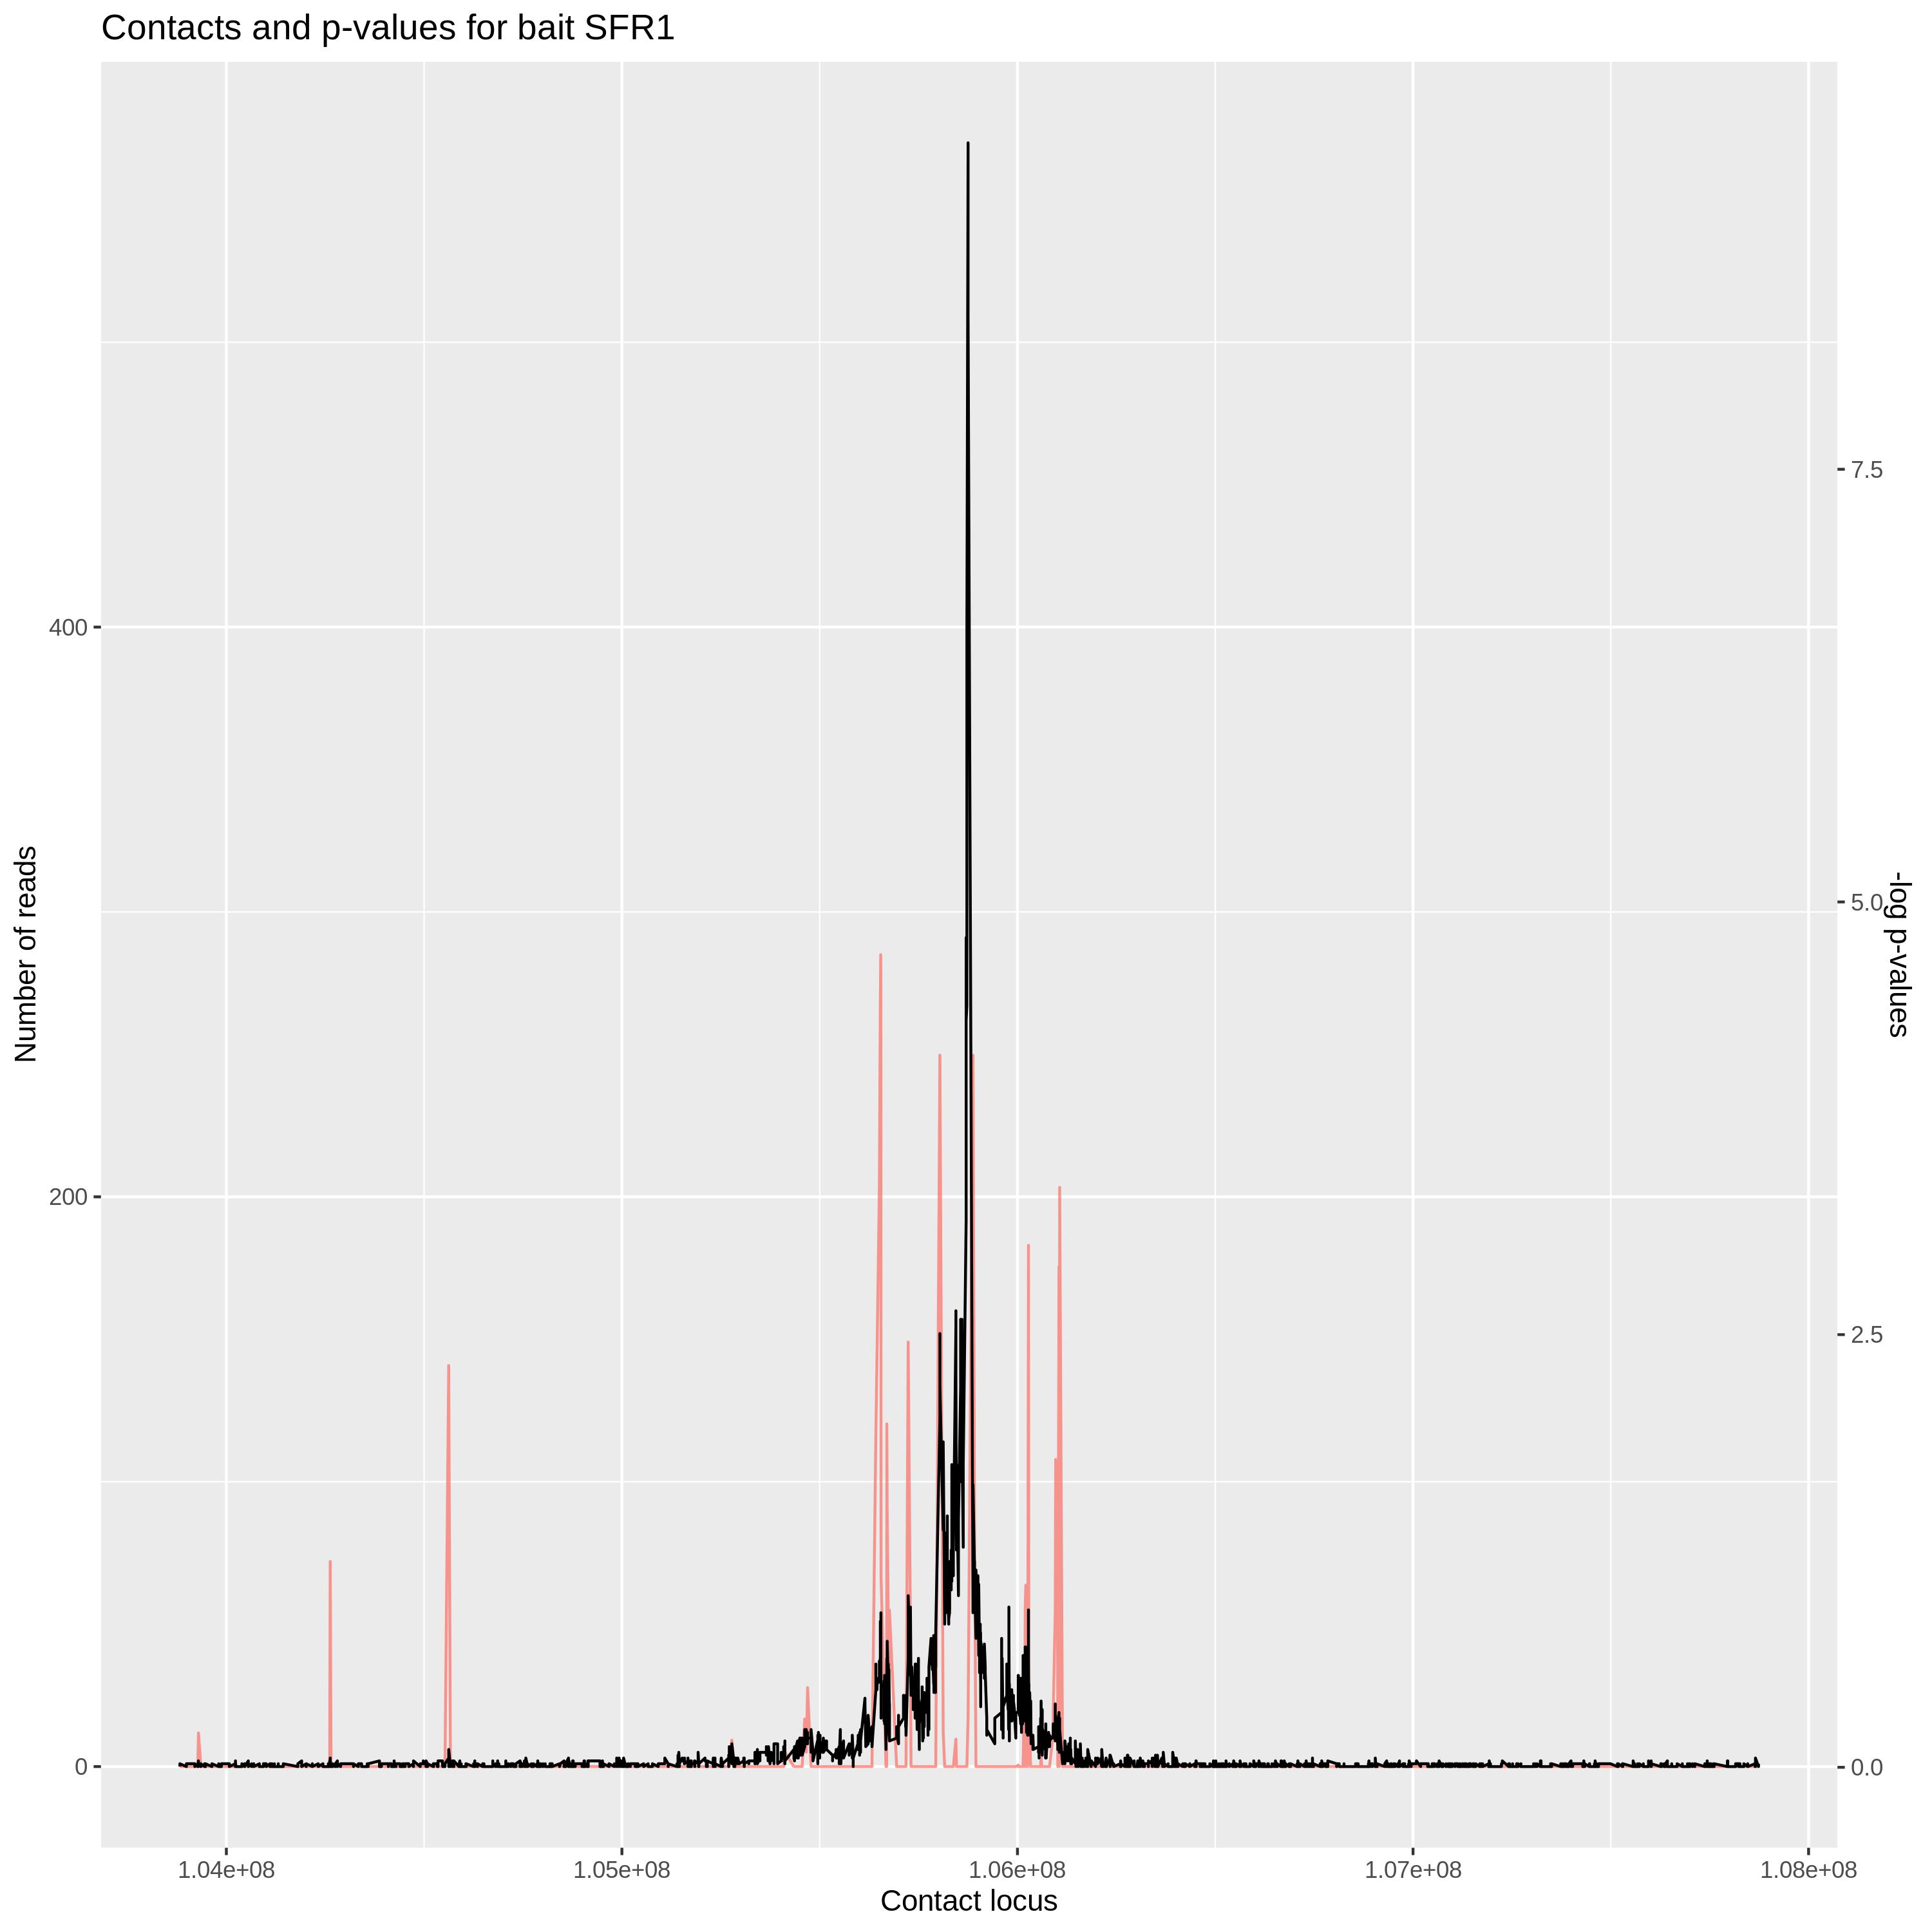 Contacts and p-values for bait SFR1
Number of reads
400
200
0
7.5
5.0
2.5
0.0
-log p-values
1.04e+08
1.05e+08
1.06e+08
1.07e+08
1.08e+08
Contact locus